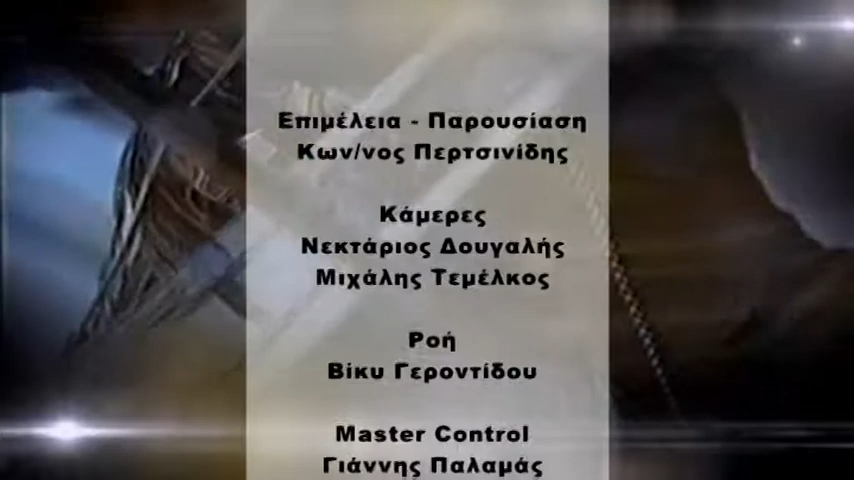 Επιμέλεια - Παρουσίαση
Κων/νος Περτσινίδης
Κάμερες
Νεκτάριος Δουγαλής
Μιχάλης Τεμέλκος
Ροή
Βίκυ Γεροντίδου
Master Control
Γιάννης Παλαμάς